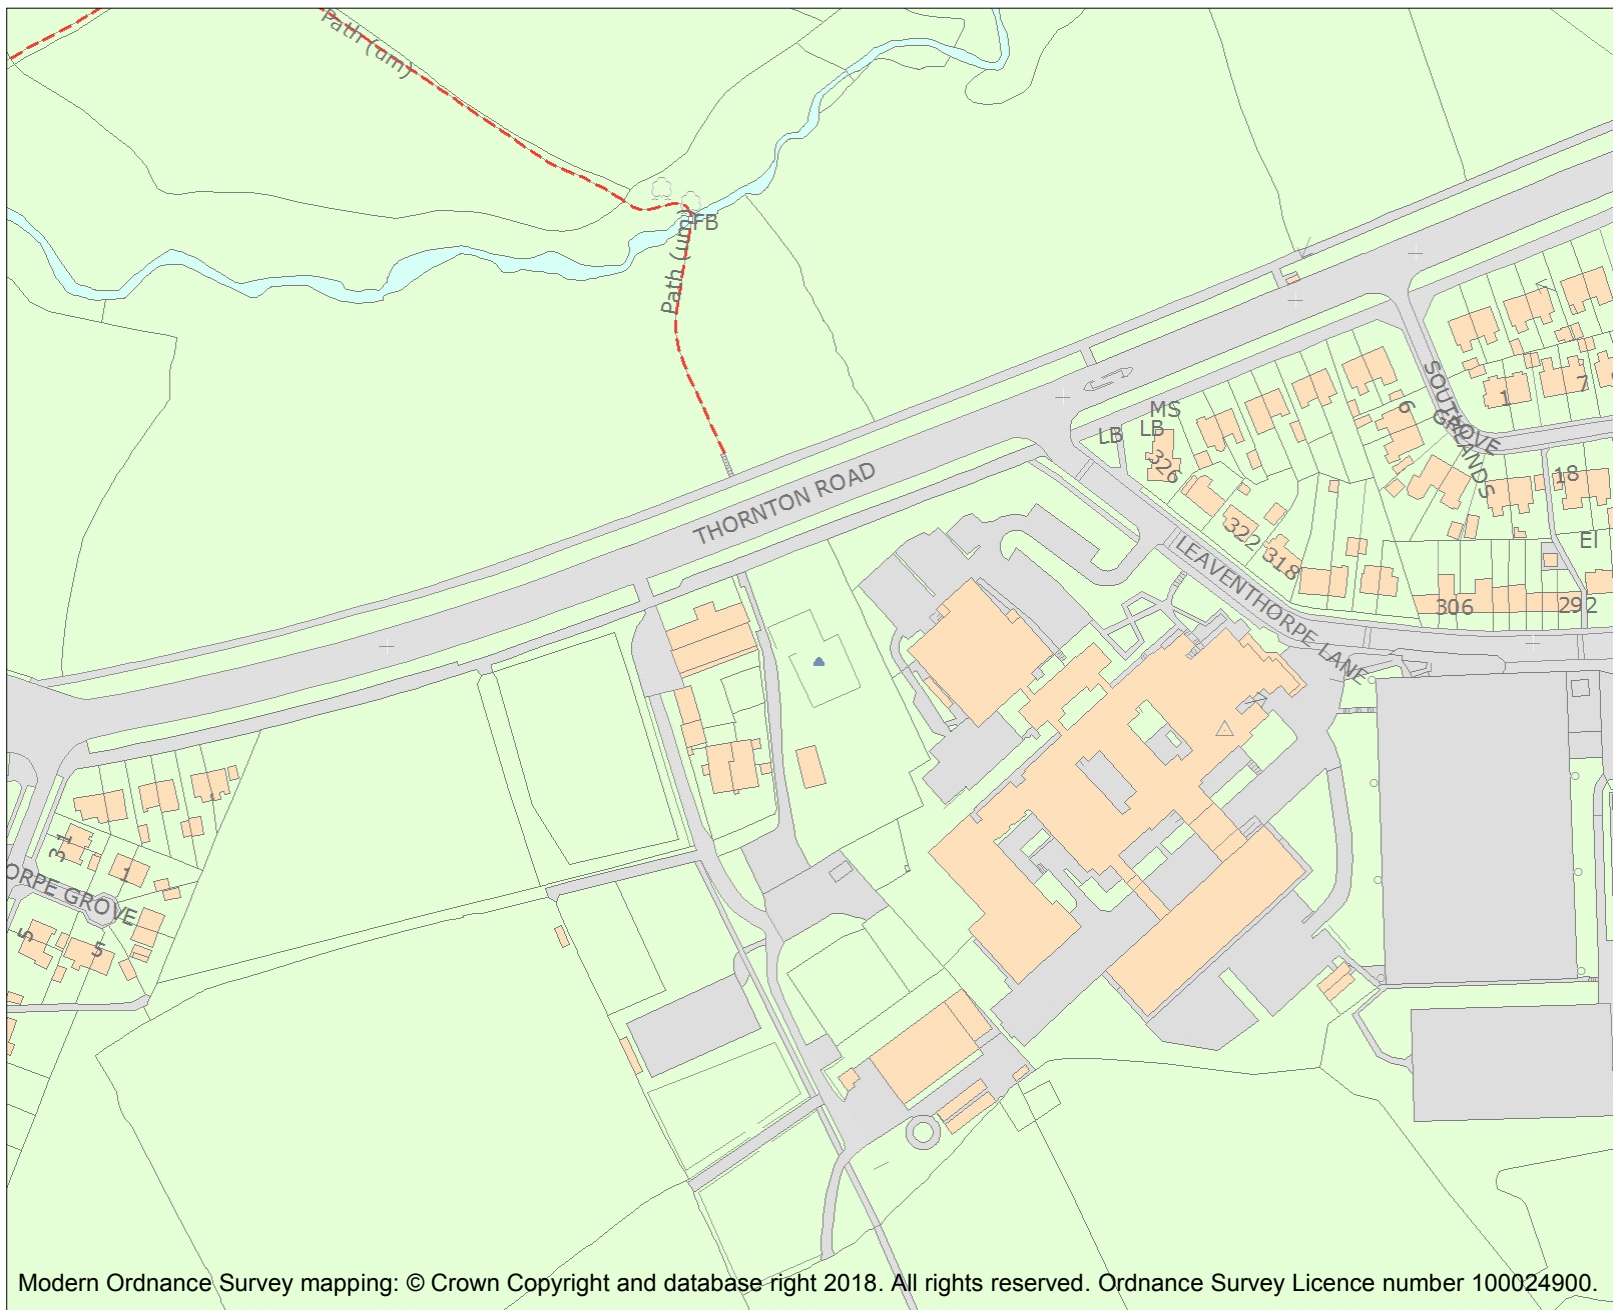 Path (um)
FB
Path (um)
THORNTON ROAD
MS
LB
LB
326
322
318
LEAVENTHORPE LANE
306
292
SOUTHLANDS
GROVE
6
1
7
18
El
31
1
ORPE GROVE
5
5
Modern Ordnance Survey mapping: © Crown Copyright and database right 2018. All rights reserved. Ordnance Survey Licence number 100024900.